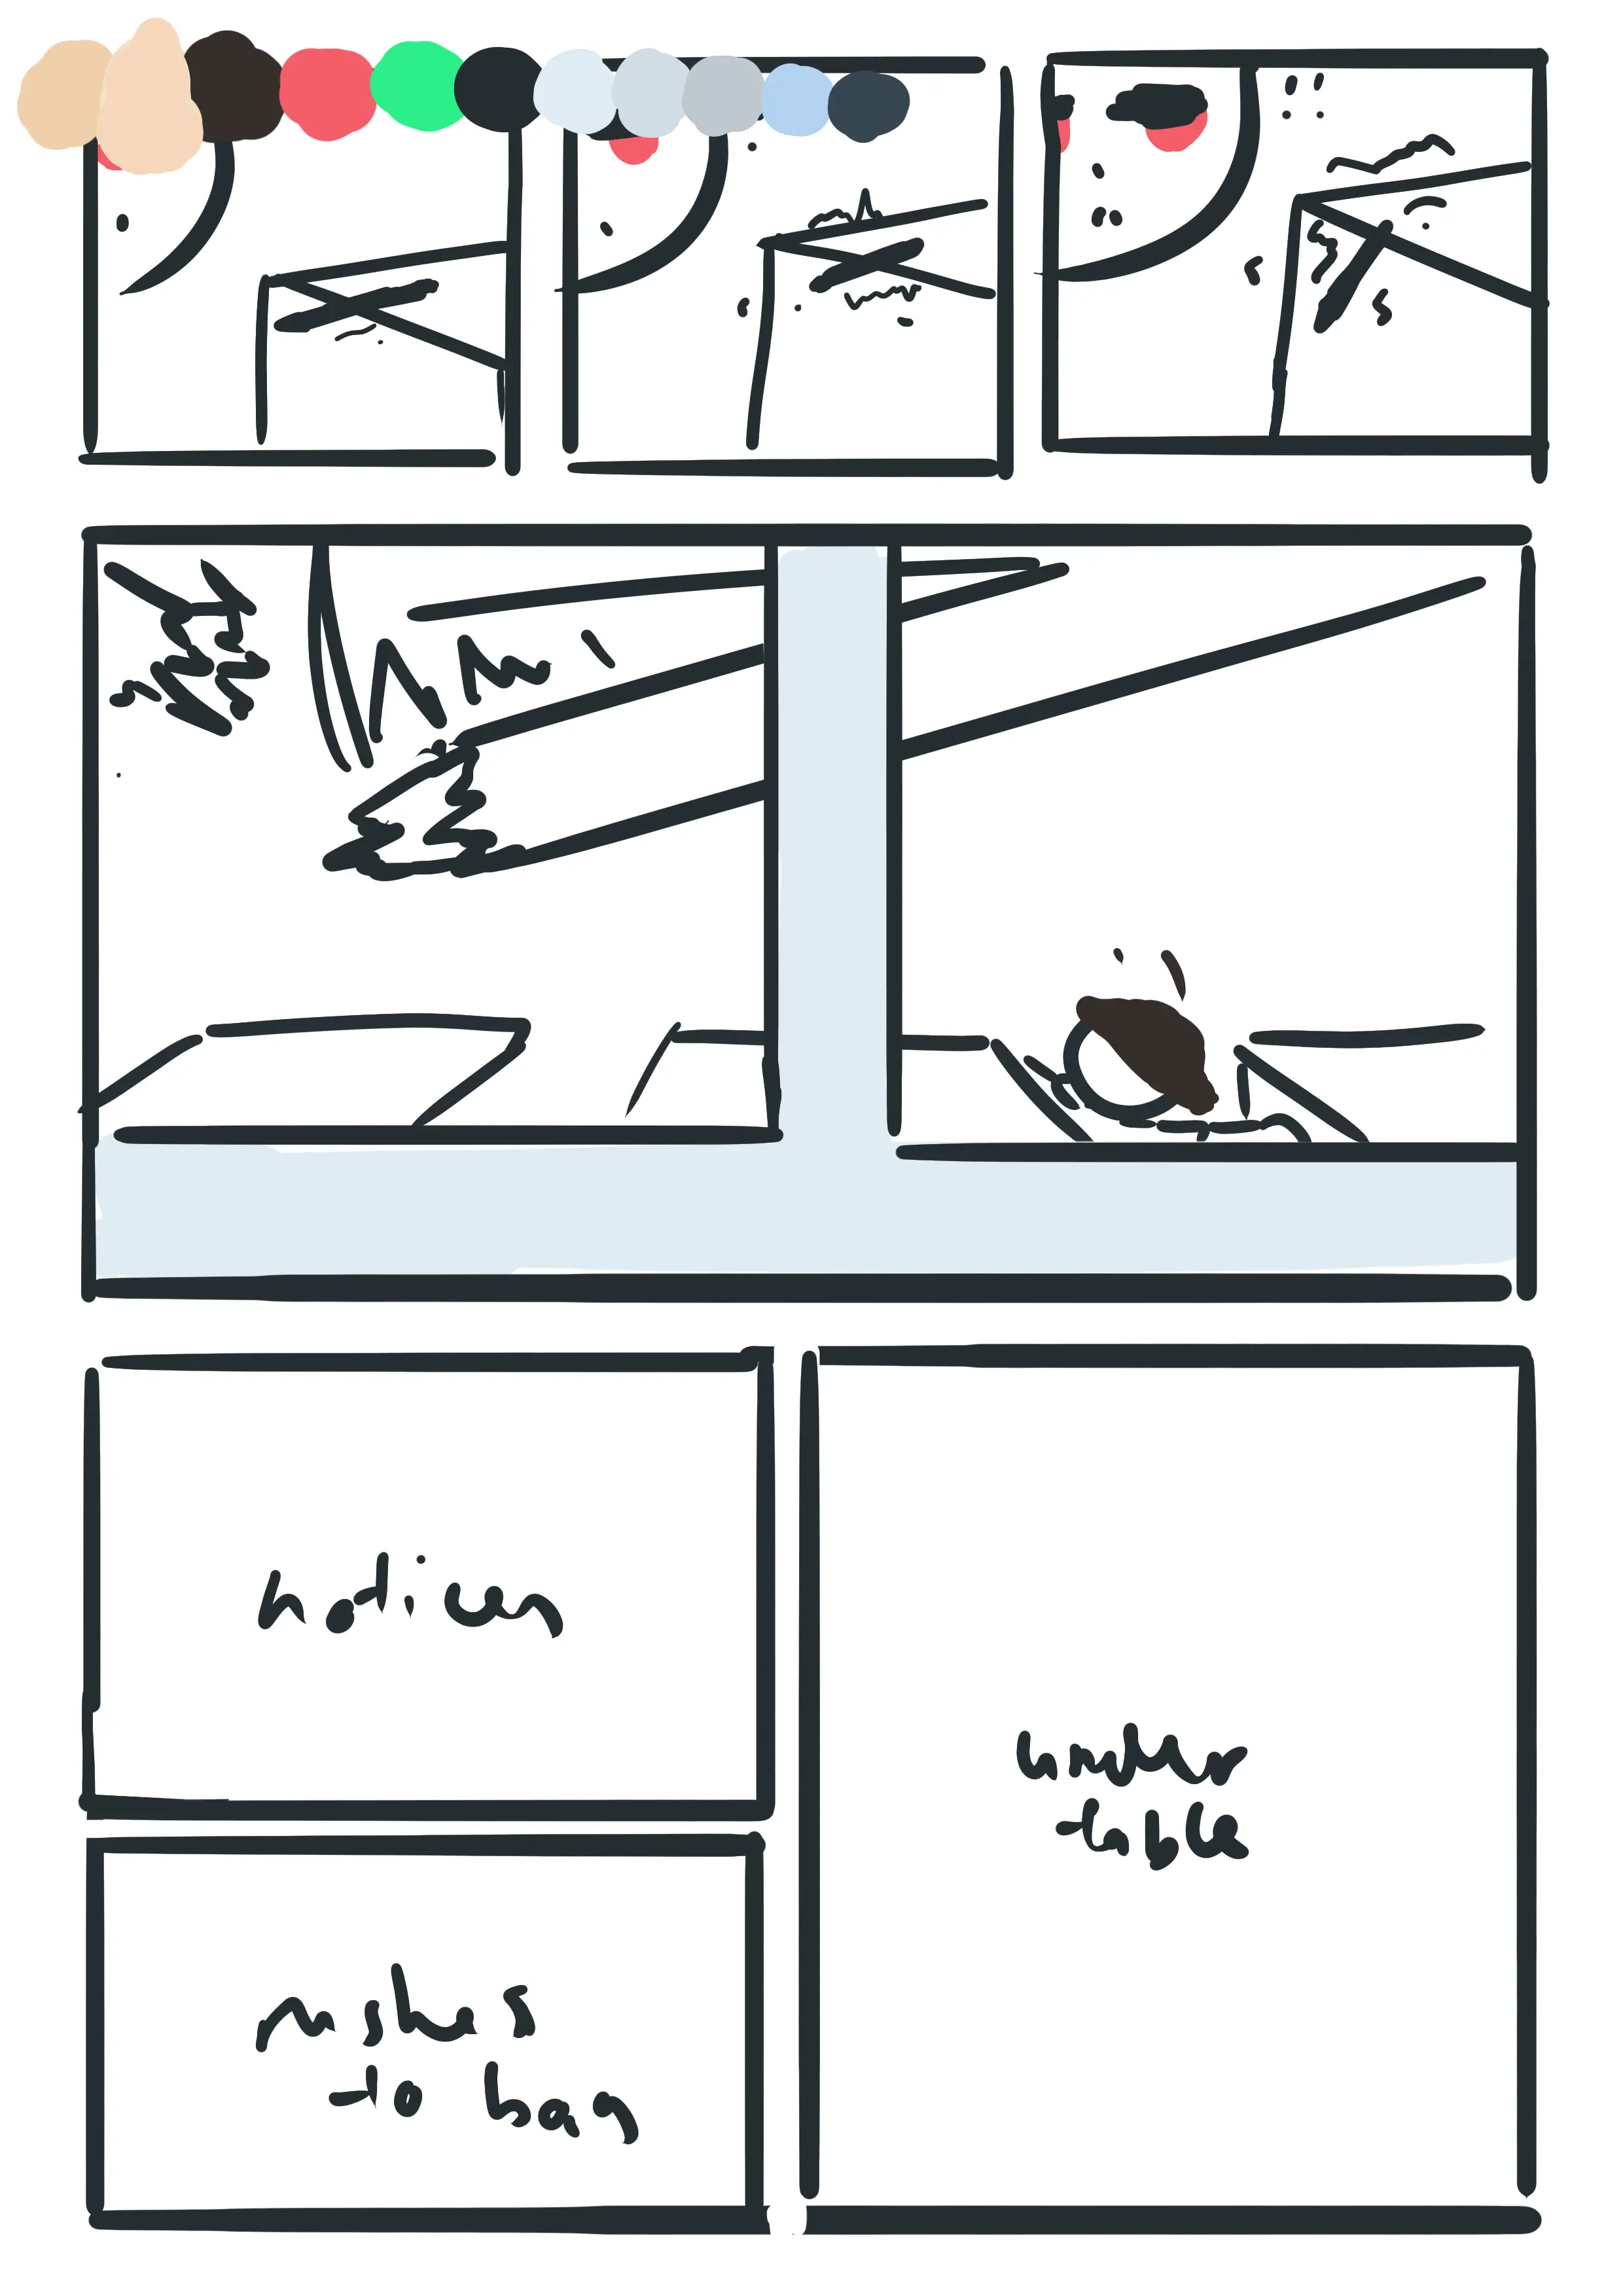 notices
under
table
rushes
to bag